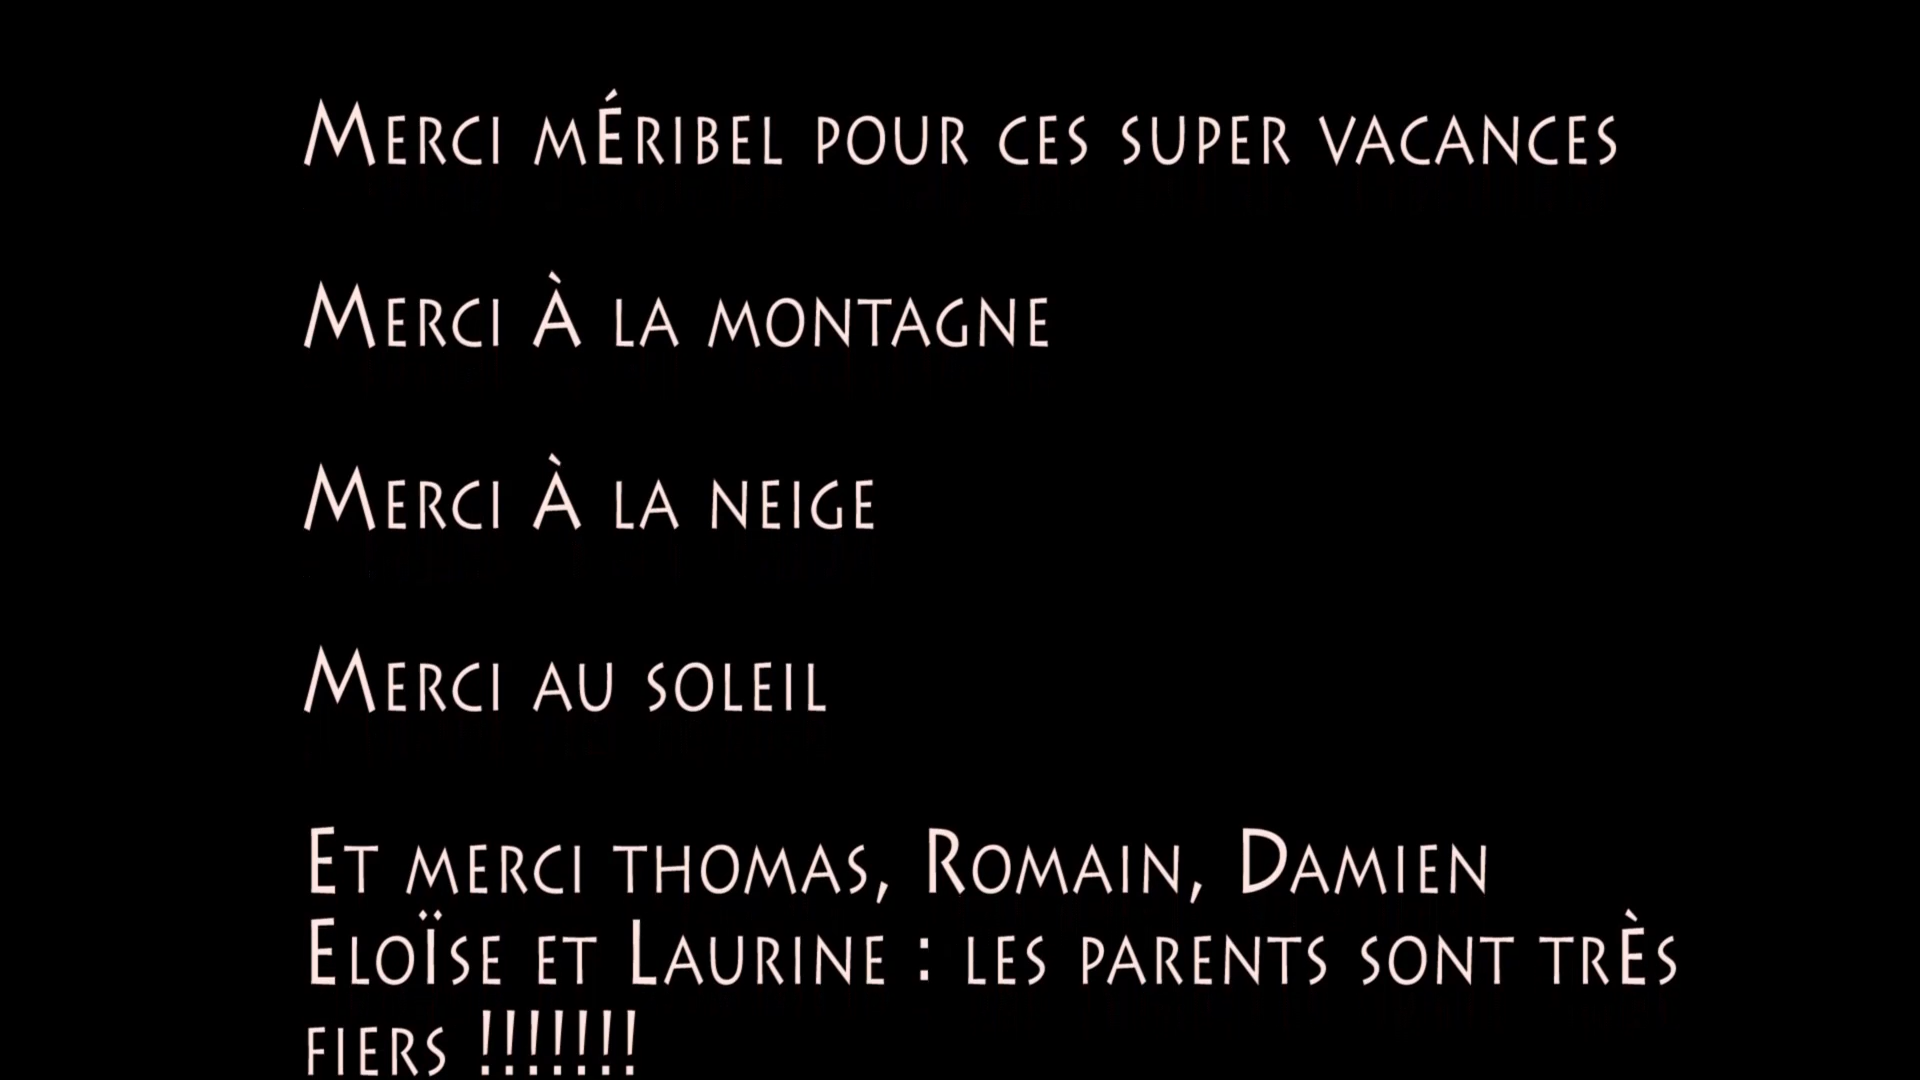 Merci mÉribel pour ces super vacances
Merci À la montagne
Merci À la neige
Merci au soleil
Et merci thomas, Romain, Damien
EloÏse et Laurine : les parents sont trÈs
fiers !!!!!!!